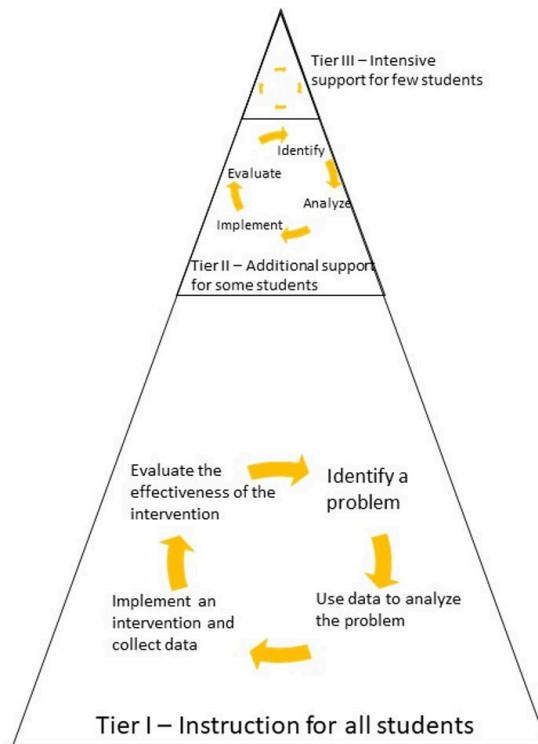 Tier III – Intensive
support for few students
Identify
Evaluate
Analyze
Implement
Tier II – Additional support
for some students
Evaluate the
effectiveness of the
intervention
Identify a
problem
Use data to analyze
the problem
Implement an
intervention and
collect data
Tier I – Instruction for all students